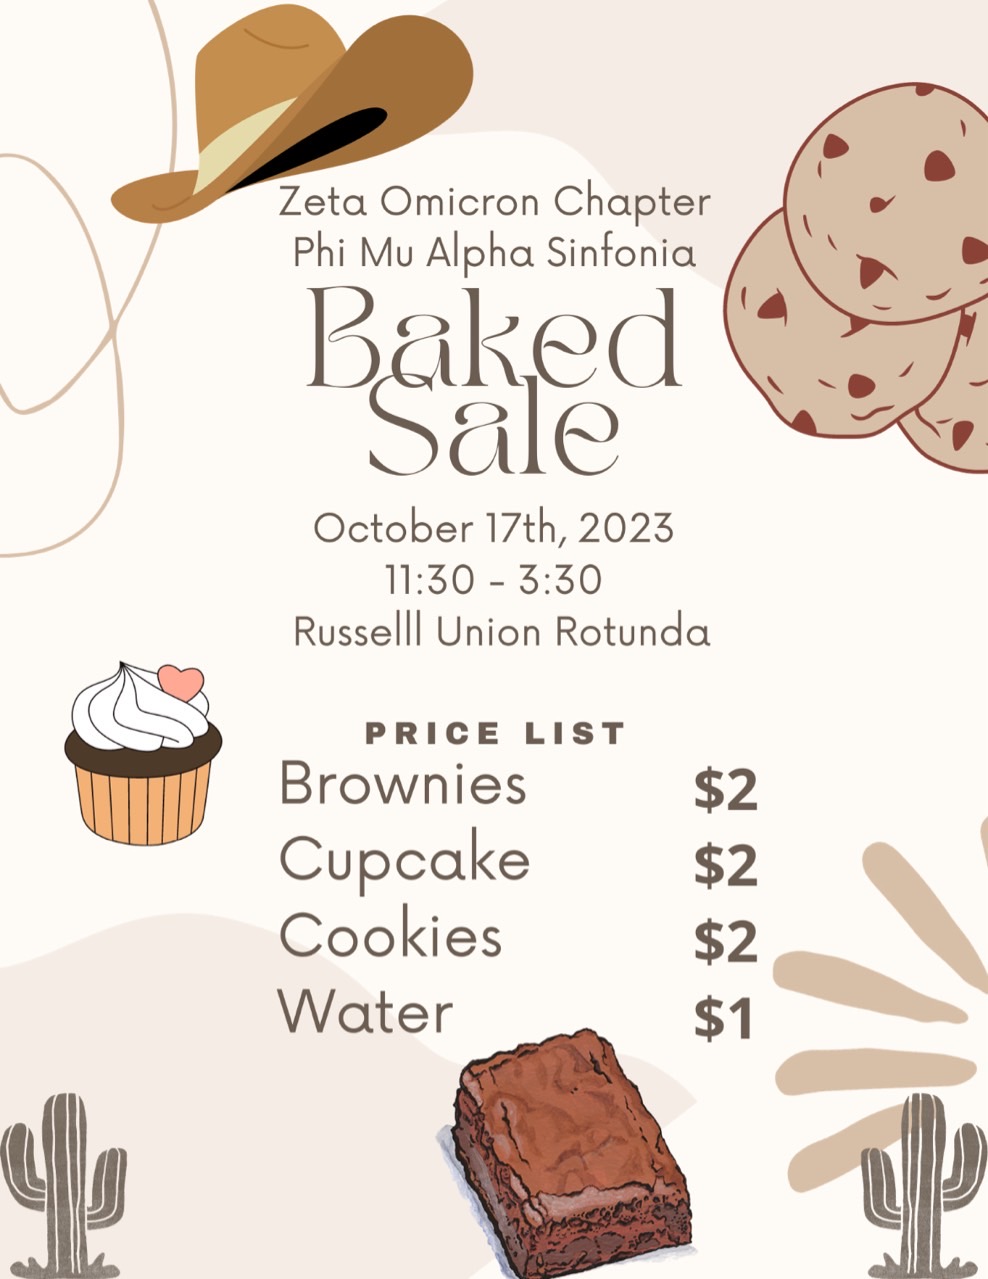 Zeta Omicron Chapter
Phi Mu Alpha Sinfonia
Baked
Sale
October 17th, 2023
11:30 - 3:30
Russelll Union Rotunda
PRICE LIST
Brownies $2
Cupcake $2
Cookies $2
Water $1